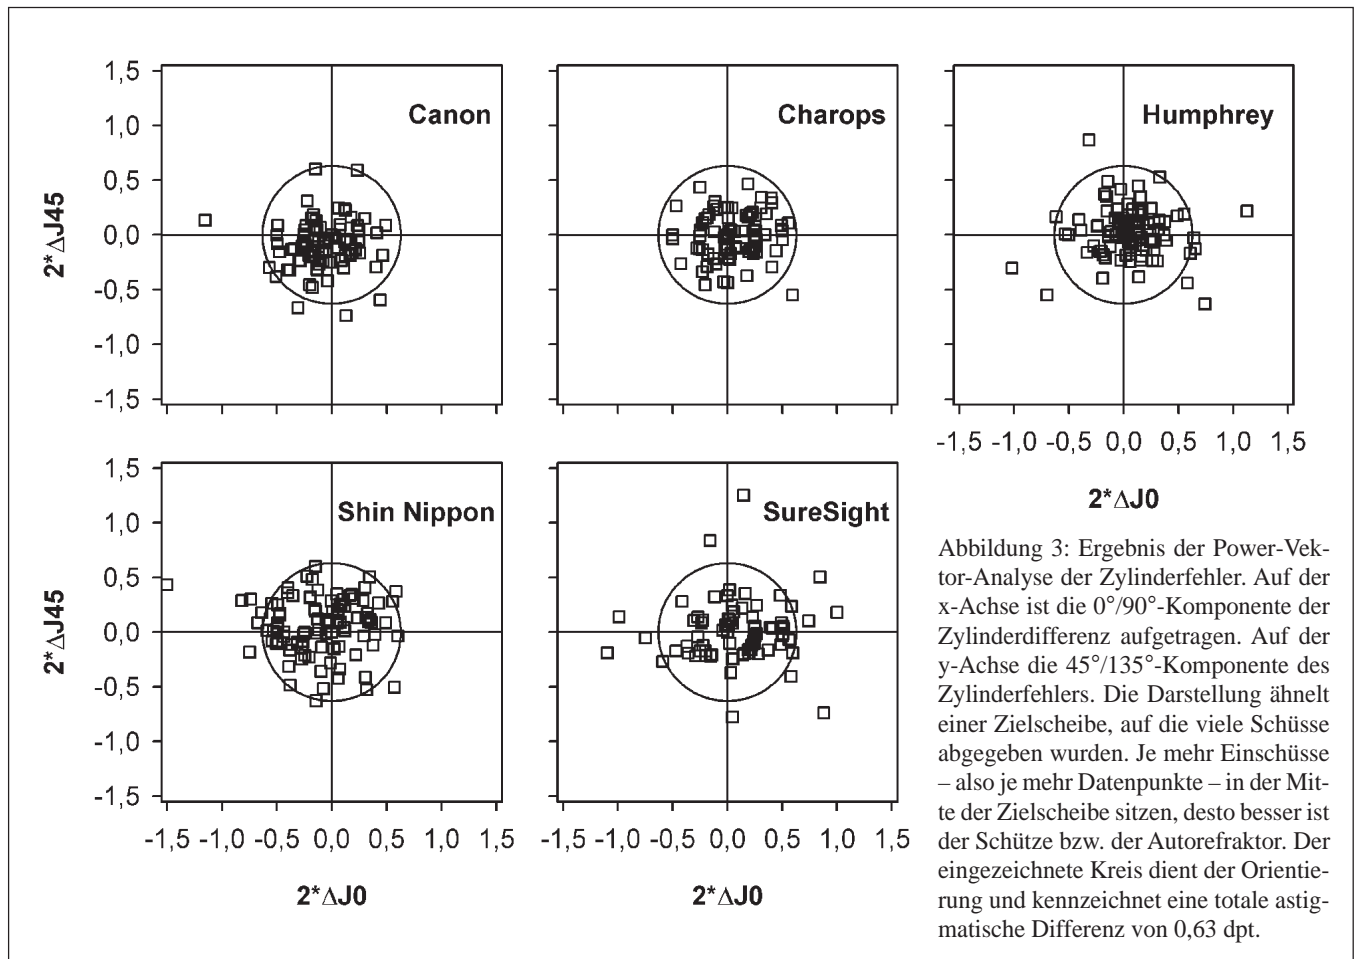 1,5
1,0
0,5
0,0
-0,5
-1,0
-1,5
2*ΔJ45
Canon
Charops
Humphrey
-1,5 -1,0 -0,5 0,0 0,5 1,0 1,5
2*ΔJ0
1,5
1,0
0,5
0,0
-0,5
-1,0
-1,5
2*ΔJ45
Shin Nippon
SureSight
-1,5 -1,0 -0,5 0,0 0,5 1,0 1,5
-1,5 -1,0 -0,5 0,0 0,5 1,0 1,5
2*ΔJ0
2*ΔJ0
Abbildung 3: Ergebnis der Power-Vek-
tor-Analyse der Zylinderfehler. Auf der
x-Achse ist die 0°/90°-Komponente der
Zylinderdifferenz aufgetragen. Auf der
y-Achse die 45°/135°-Komponente des
Zylinderfehlers. Die Darstellung ähnelt
einer Zielscheibe, auf die viele Schüsse
abgegeben wurden. Je mehr Einschüsse
– also je mehr Datenpunkte – in der Mit-
te der Zielscheibe sitzen, desto besser ist
der Schütze bzw. der Autorefraktor. Der
eingezeichnete Kreis dient der Orientie-
rung und kennzeichnet eine totale astig-
matische Differenz von 0,63 dpt.